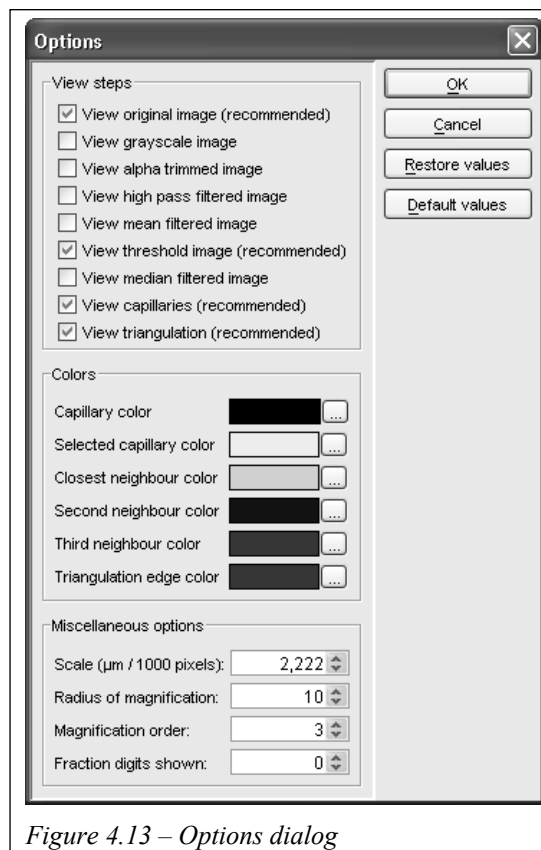 Options
View steps
View original image (recommended)
View grayscale image
View alpha trimmed image
View high pass filtered image
View mean filtered image
View threshold image (recommended)
View median filtered image
View capillaries (recommended)
View triangulation (recommended)
OK
Cancel
Restore values
Default values
Colors
Capillary color ...
Selected capillary color ...
Closest neighbour color ...
Second neighbour color ...
Third neighbour color ...
Triangulation edge color ...
Miscellaneous options
Scale (µm / 1000 pixels): 2,222
Radius of magnification: 10
Magnification order: 3
Fraction digits shown: 0
Figure 4.13 – Options dialog